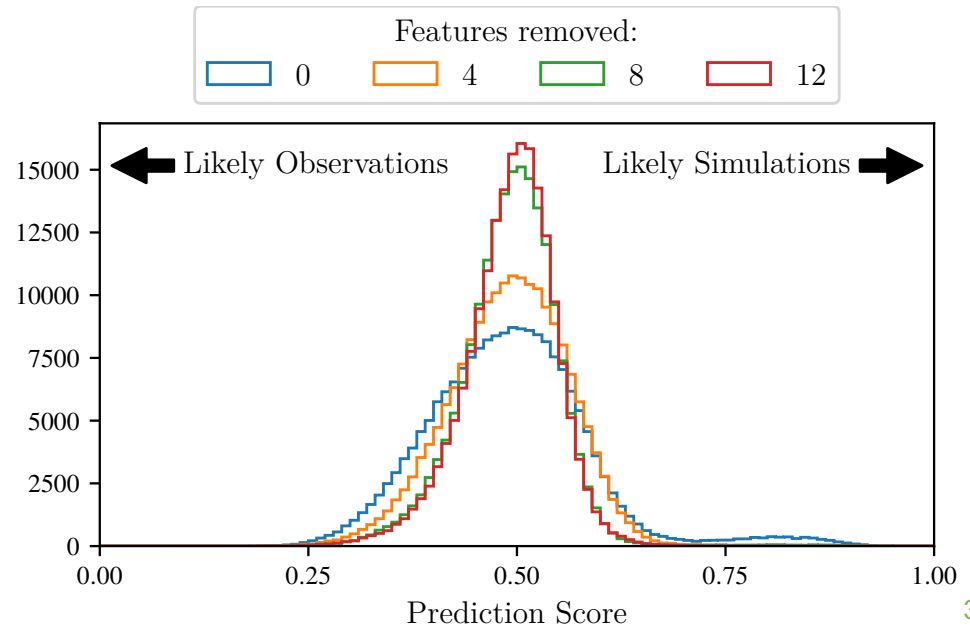 Features removed:
0 4 8 12
Likely Observations Likely Simulations
15000
12500
10000
7500
5000
2500
0
0.00 0.25 0.50 0.75 1.00
Prediction Score